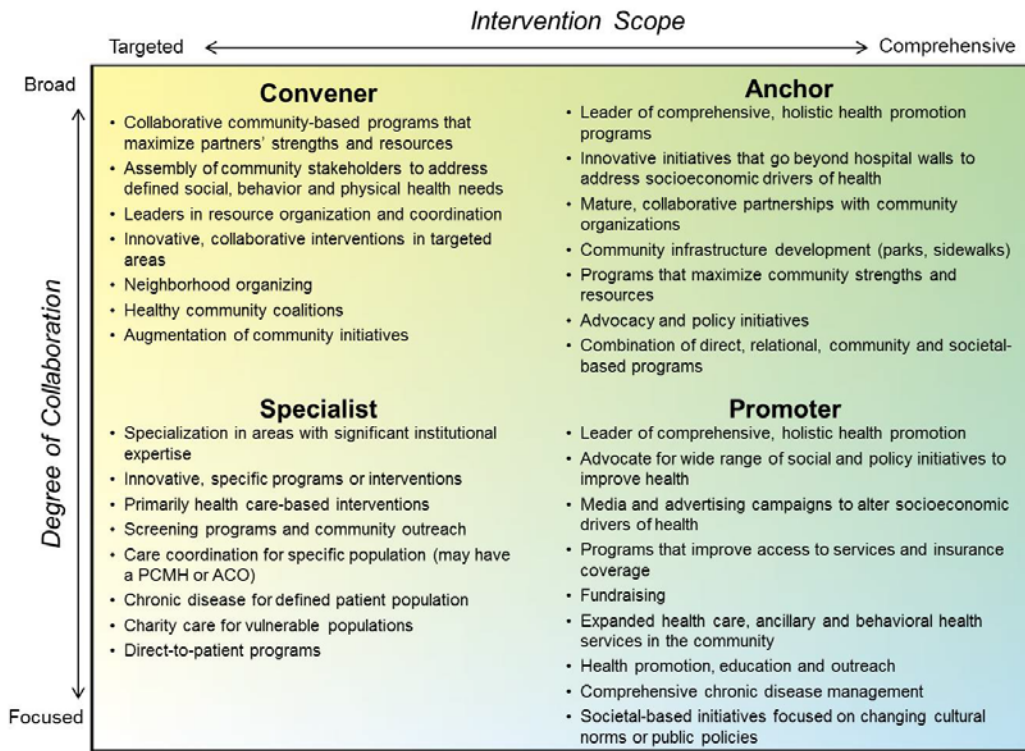 Intervention Scope
Targeted
Comprehensive
Broad
Degree of Collaboration
Focused
Convener
• Collaborative community-based programs that
maximize partners' strengths and resources
• Assembly of community stakeholders to address
defined social, behavior and physical health needs
• Leaders in resource organization and coordination
• Innovative, collaborative interventions in targeted
areas
• Neighborhood organizing
• Healthy community coalitions
• Augmentation of community initiatives
Anchor
• Leader of comprehensive, holistic health promotion
programs
• Innovative initiatives that go beyond hospital walls to
address socioeconomic drivers of health
• Mature, collaborative partnerships with community
organizations
• Community infrastructure development (parks, sidewalks)
• Programs that maximize community strengths and
resources
• Advocacy and policy initiatives
• Combination of direct, relational, community and societal-
based programs
Specialist
• Specialization in areas with significant institutional
expertise
• Innovative, specific programs or interventions
• Primarily health care-based interventions
• Screening programs and community outreach
• Care coordination for specific population (may have
a PCMH or ACO)
• Chronic disease for defined patient population
• Charity care for vulnerable populations
• Direct-to-patient programs
Promoter
• Leader of comprehensive, holistic health promotion
• Advocate for wide range of social and policy initiatives to
improve health
• Media and advertising campaigns to alter socioeconomic
drivers of health
• Programs that improve access to services and insurance
coverage
• Fundraising
• Expanded health care, ancillary and behavioral health
services in the community
• Health promotion, education and outreach
• Comprehensive chronic disease management
• Societal-based initiatives focused on changing cultural
norms or public policies